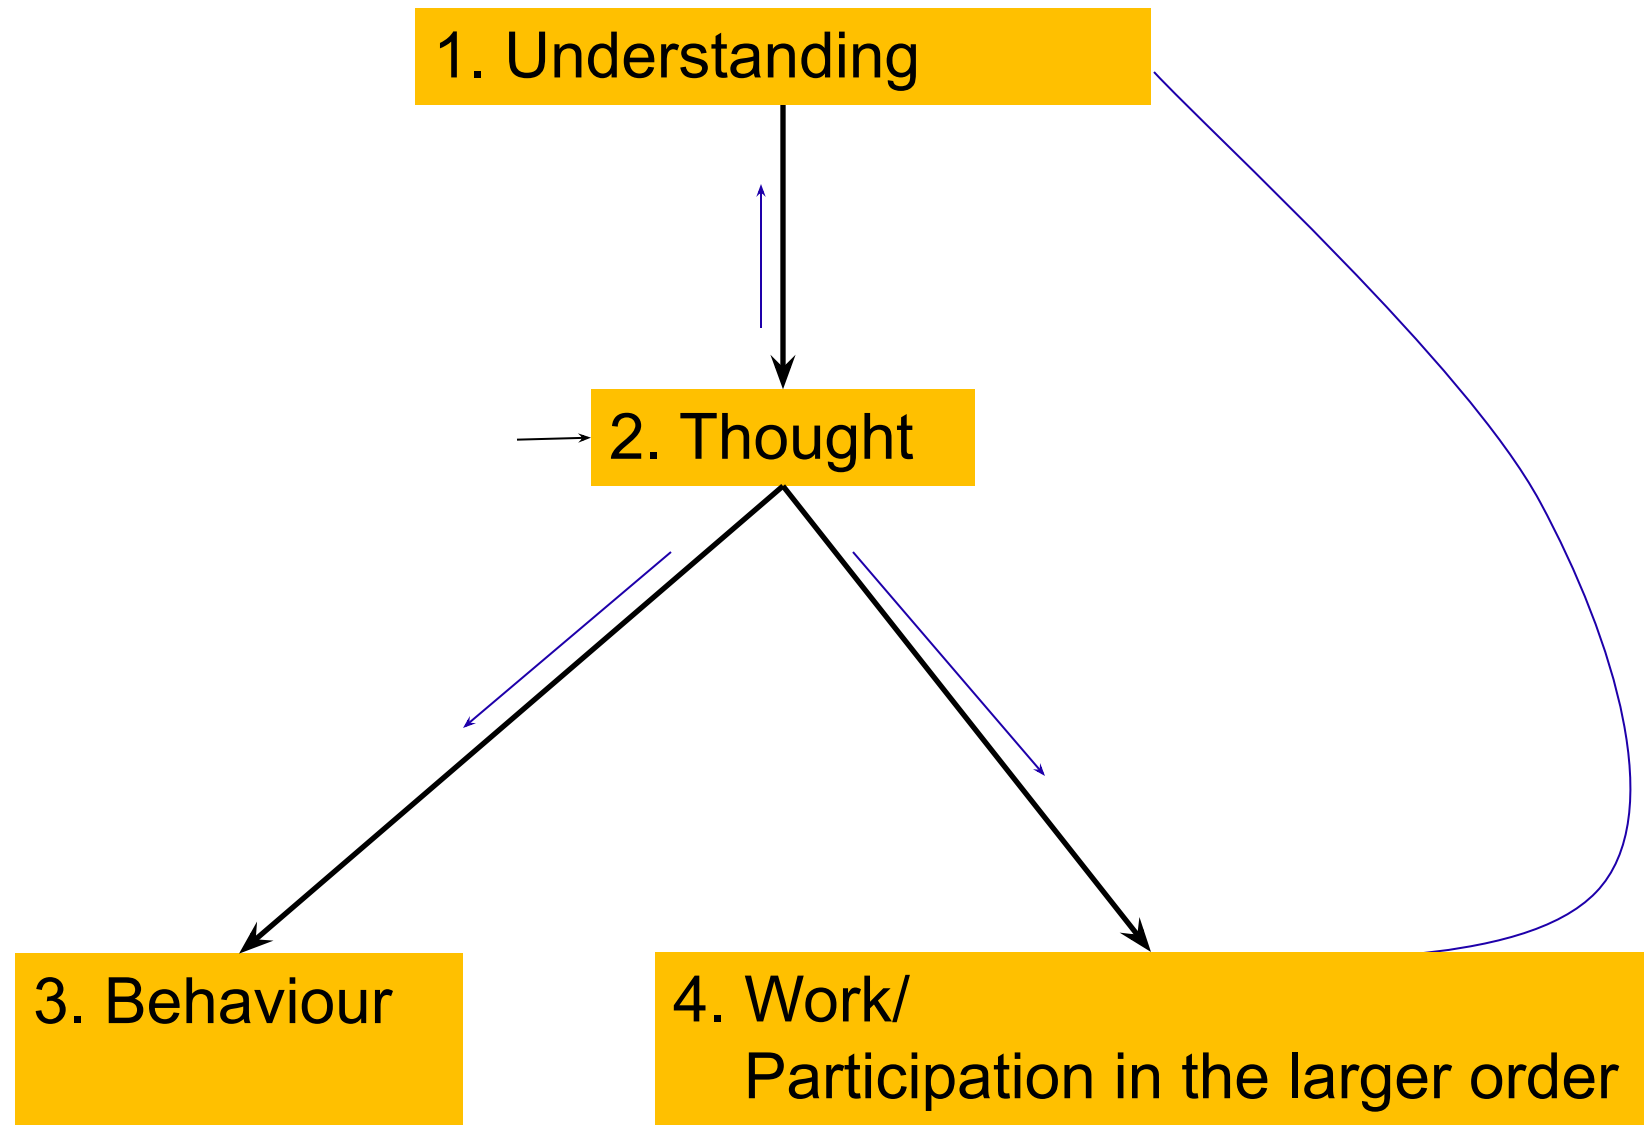 1. Understanding
2. Thought
3. Behaviour
4. Work/
Participation in the larger order